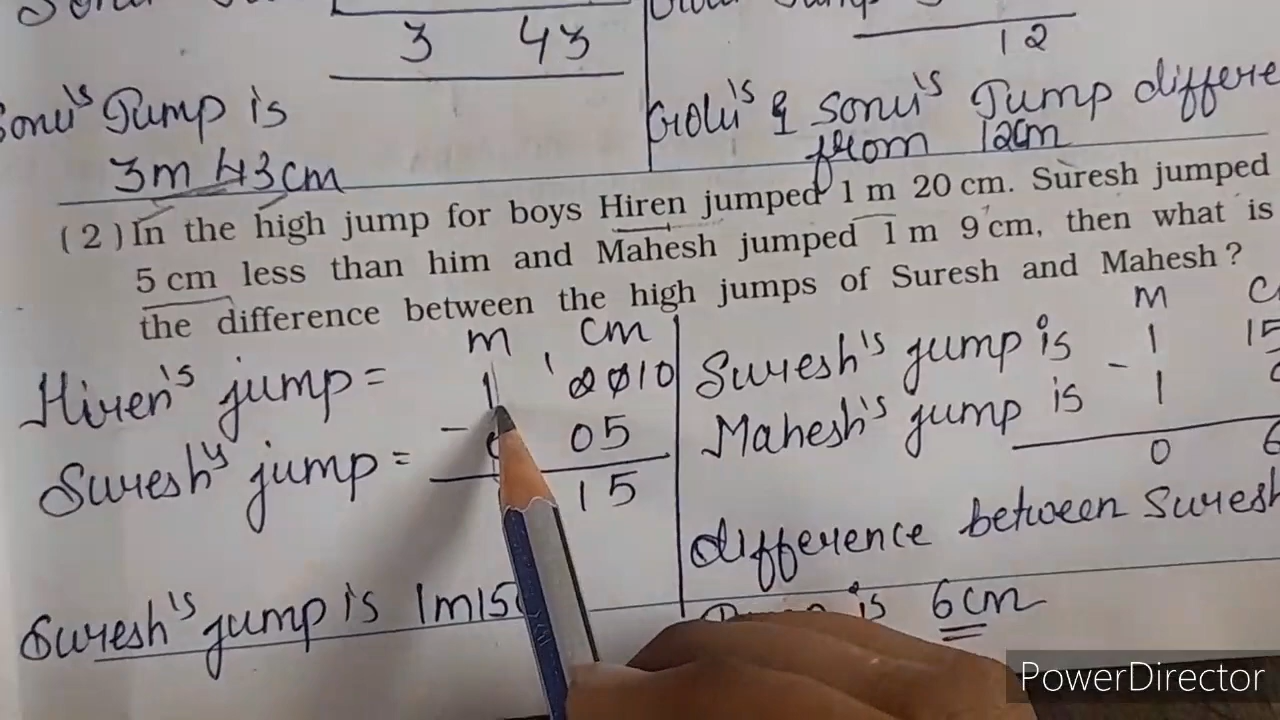 3 43
12
Sonu's Jump is
3m 43cm
Golu's & Sonu's Jump differe
from 12cm
(2) In the high jump for boys Hiren jumped 1 m 20 cm. Suresh jumped
5 cm less than him and Mahesh jumped 1 m 9 cm, then what is
the difference between the high jumps of Suresh and Mahesh?
m cm
Hiren's jump = 1 1 2 0 10
Suresh's jump = - 05
15
Suresh's jump is 1m15
m c
Suresh's jump is 1 15
Mahesh's jump is - 1
0 6
difference between Suresh
is 6cm
PowerDirector